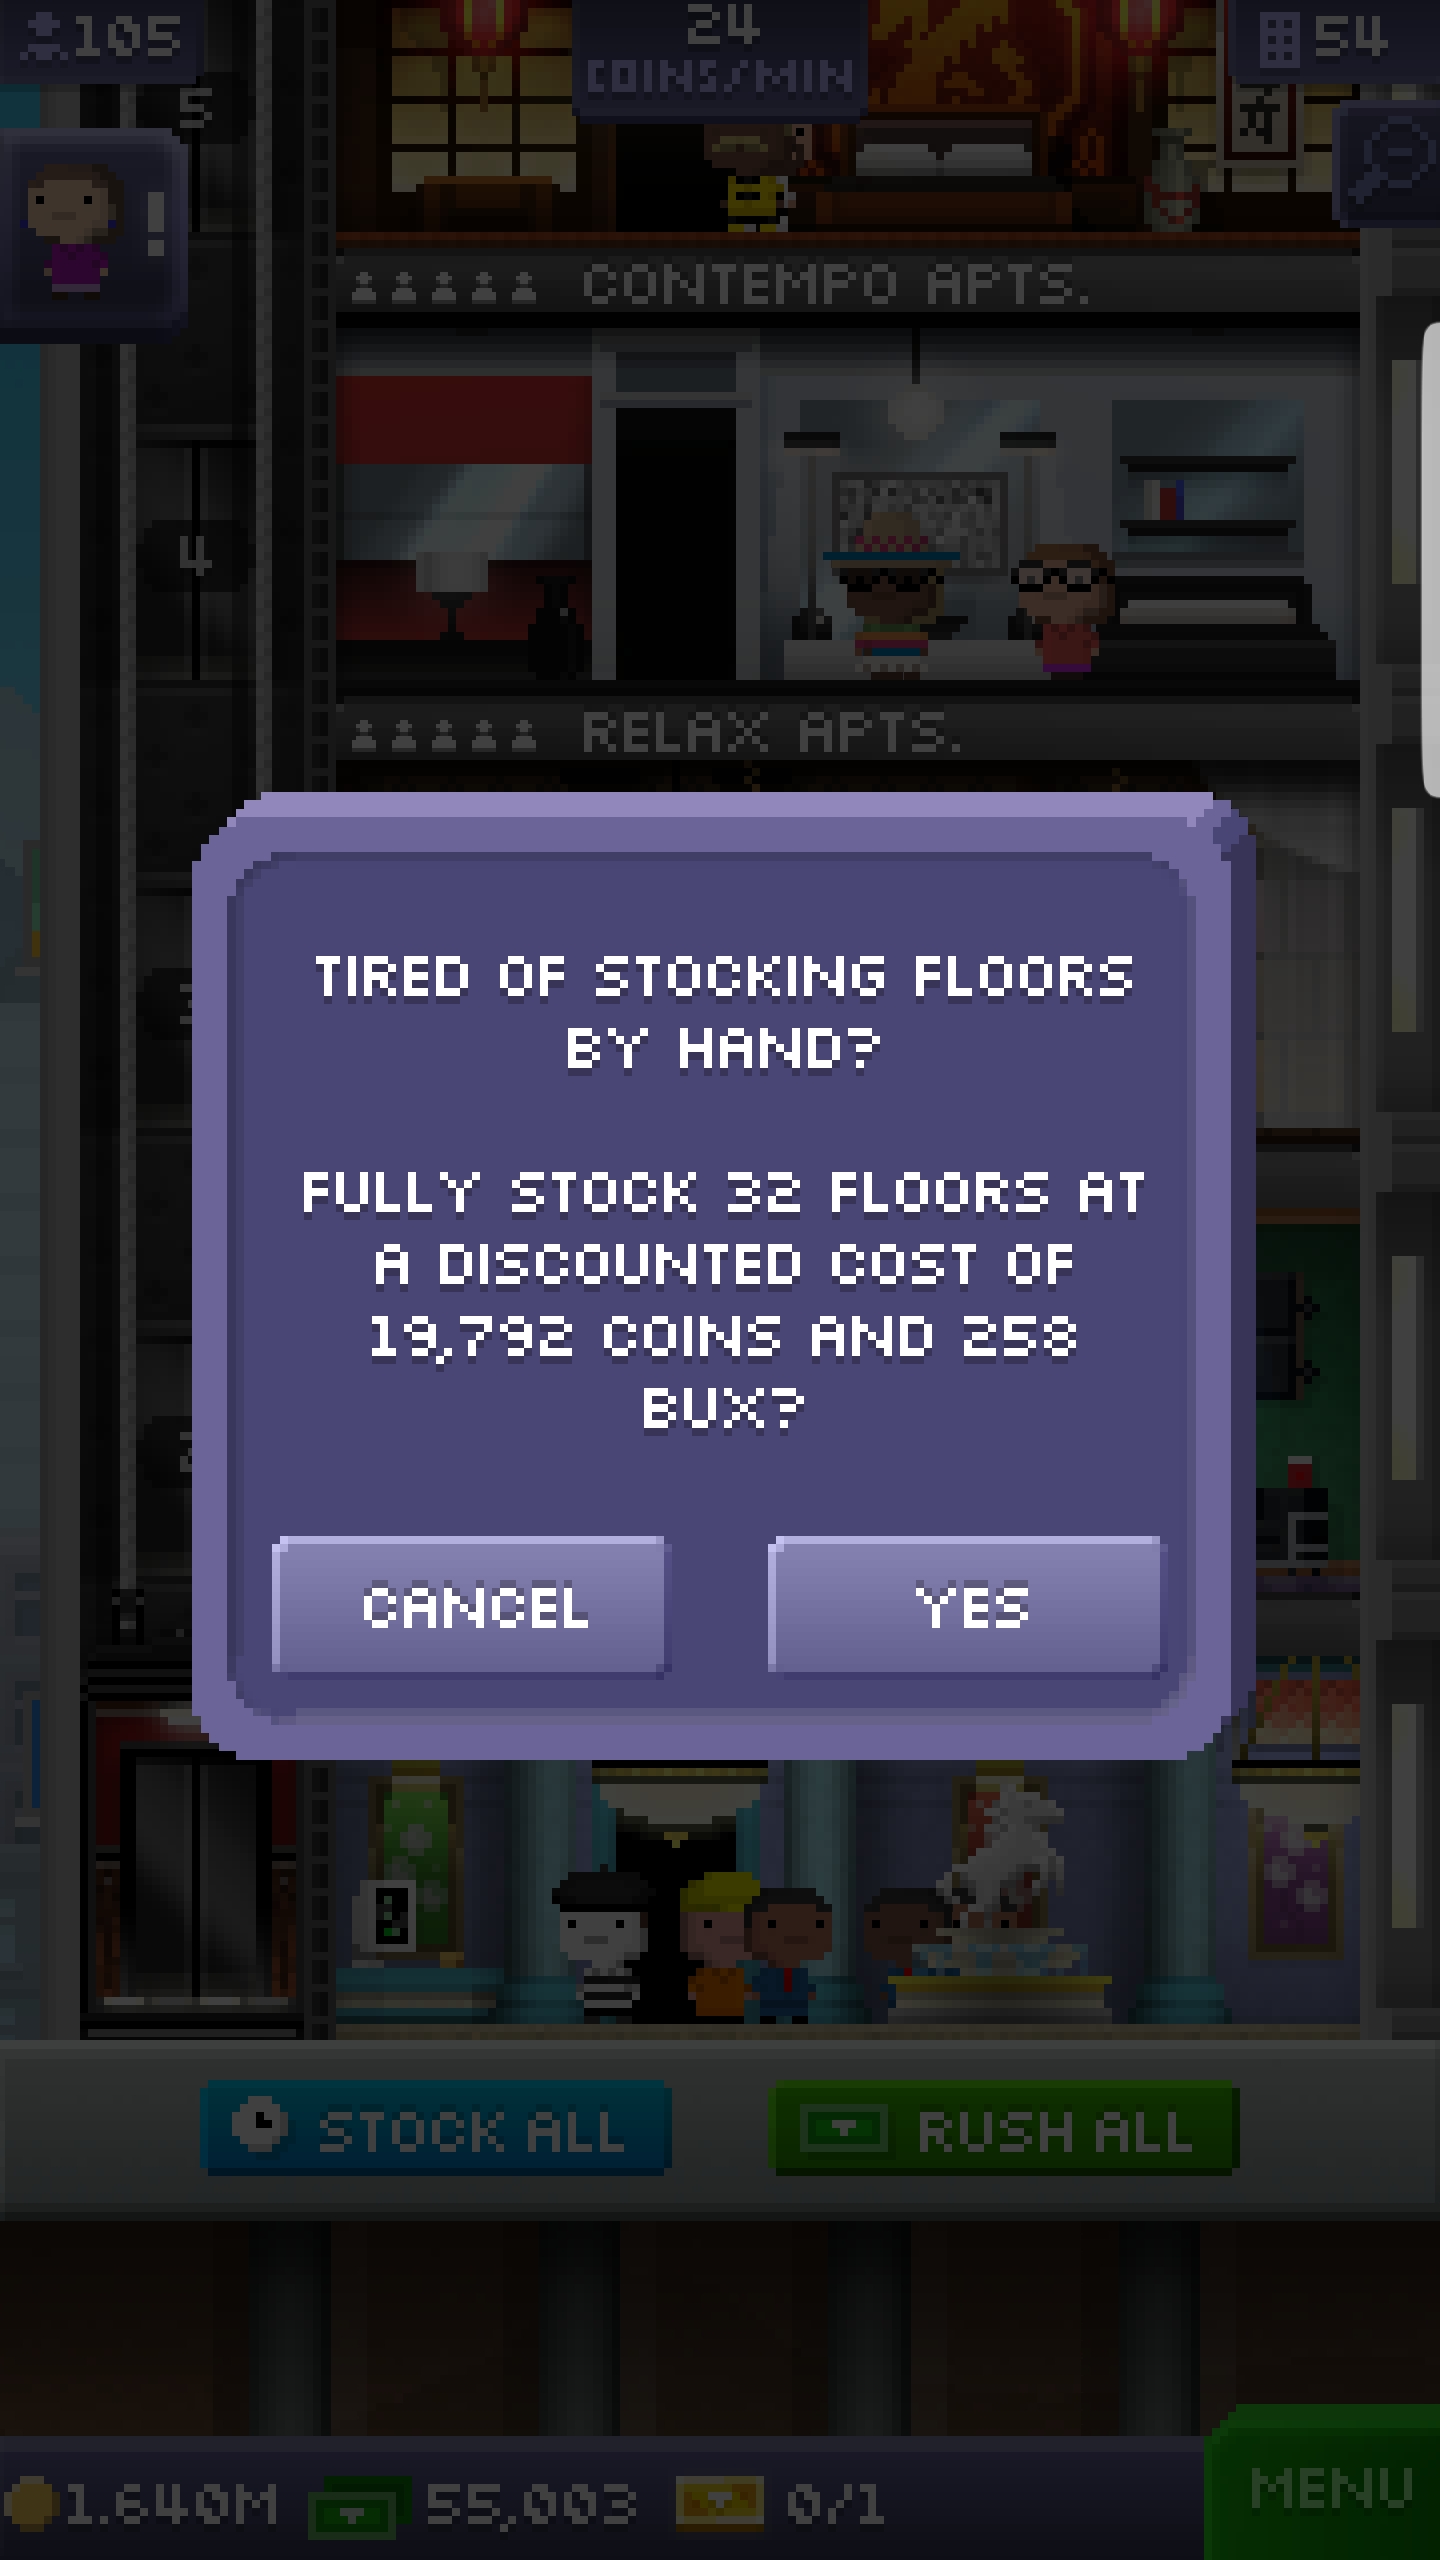 105
24
COINS/MIN
54
5
!
CONTEMPO APTS.
4
RELAX APTS.
TIRED OF STOCKING FLOORS
BY HAND?
FULLY STOCK 32 FLOORS AT
A DISCOUNTED COST OF
19,792 COINS AND 258
BUX?
CANCEL
YES
STOCK ALL
RUSH ALL
1.640M
55,003
0/1
MENU